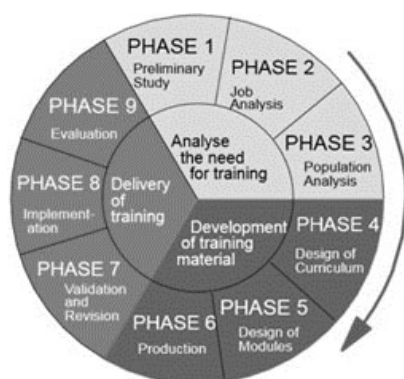 PHASE 1
Preliminary
Study
PHASE 2
Job
Analysis
PHASE 3
Population
Analysis
PHASE 4
Design of
Curriculum
PHASE 5
Design of
Modules
PHASE 6
Production
PHASE 7
Validation
and
Revision
PHASE 8
Implement-
ation
PHASE 9
Evaluation
Analyse
the need
for training
Development
of training
material
Delivery
of
training